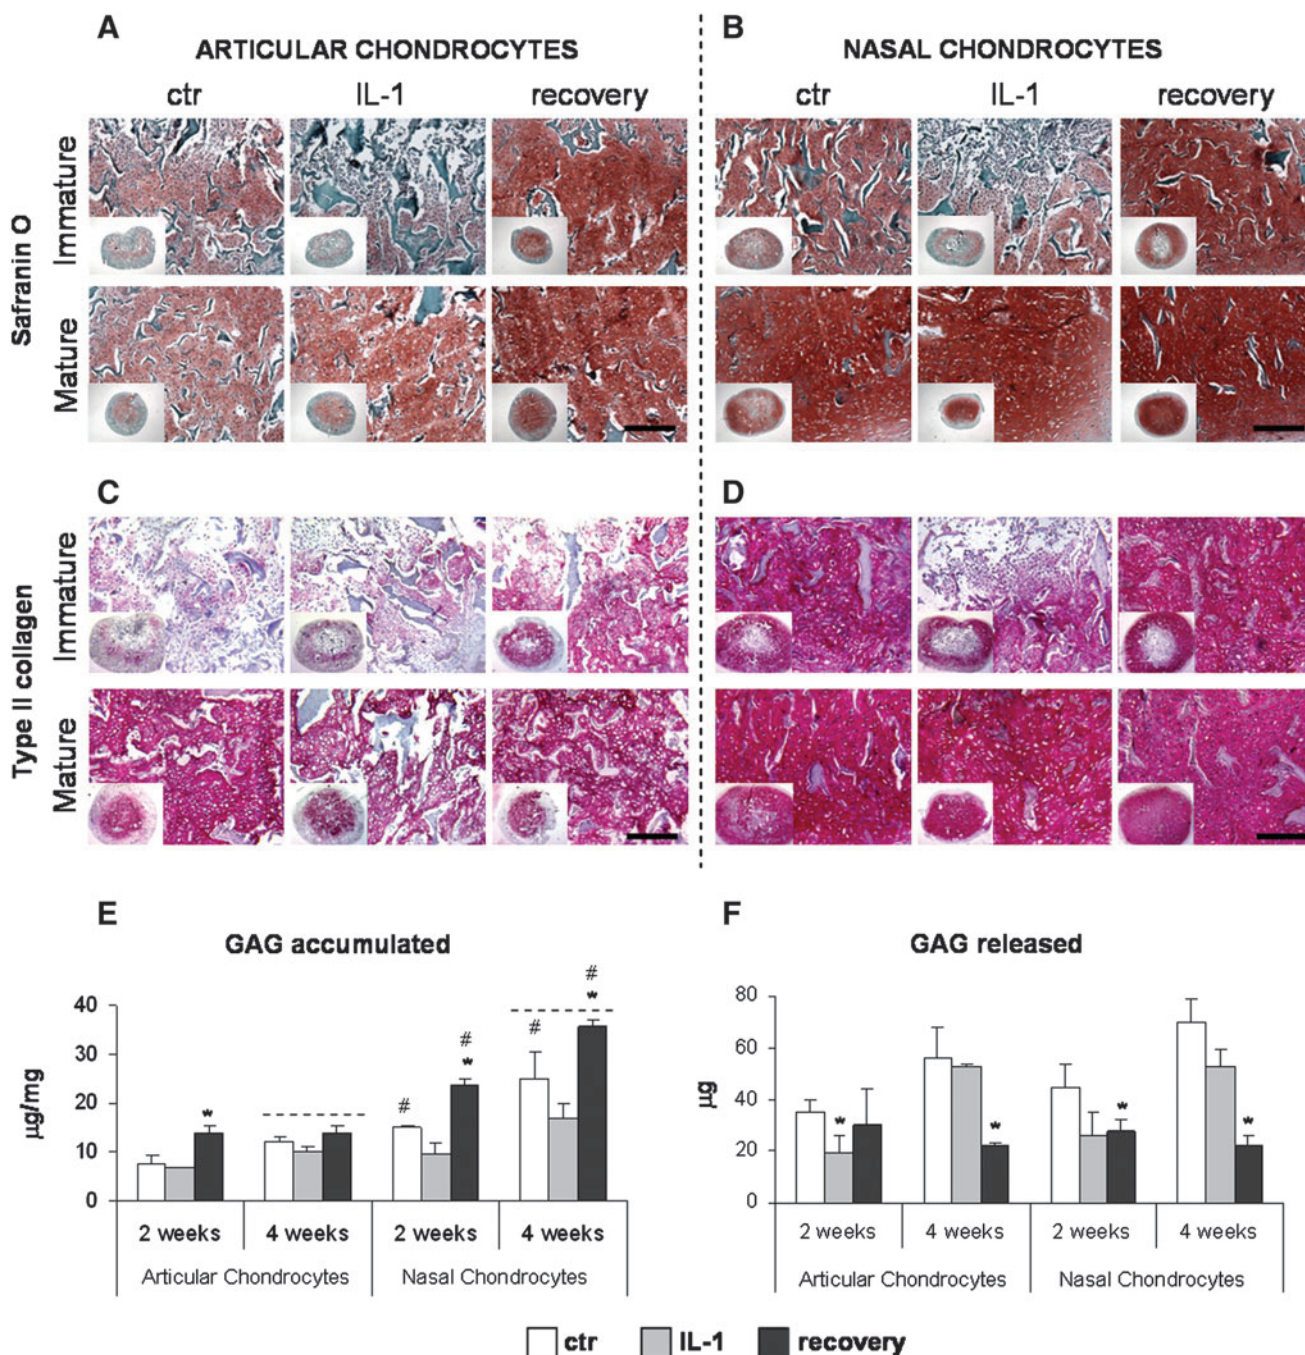 A
ARTICULAR CHONDROCYTES
ctr IL-1 recovery
B
NASAL CHONDROCYTES
ctr IL-1 recovery
Safranin O
Immature
Mature
C
D
Type II collagen
Immature
Mature
E
GAG accumulated
µg/mg
40
30
20
10
0
*
#
#
*
#
#
*
2 weeks 4 weeks 2 weeks 4 weeks
Articular Chondrocytes Nasal Chondrocytes
F
GAG released
µg
80
60
40
20
0
*
*
*
*
2 weeks 4 weeks 2 weeks 4 weeks
Articular Chondrocytes Nasal Chondrocytes
ctr IL-1 recovery